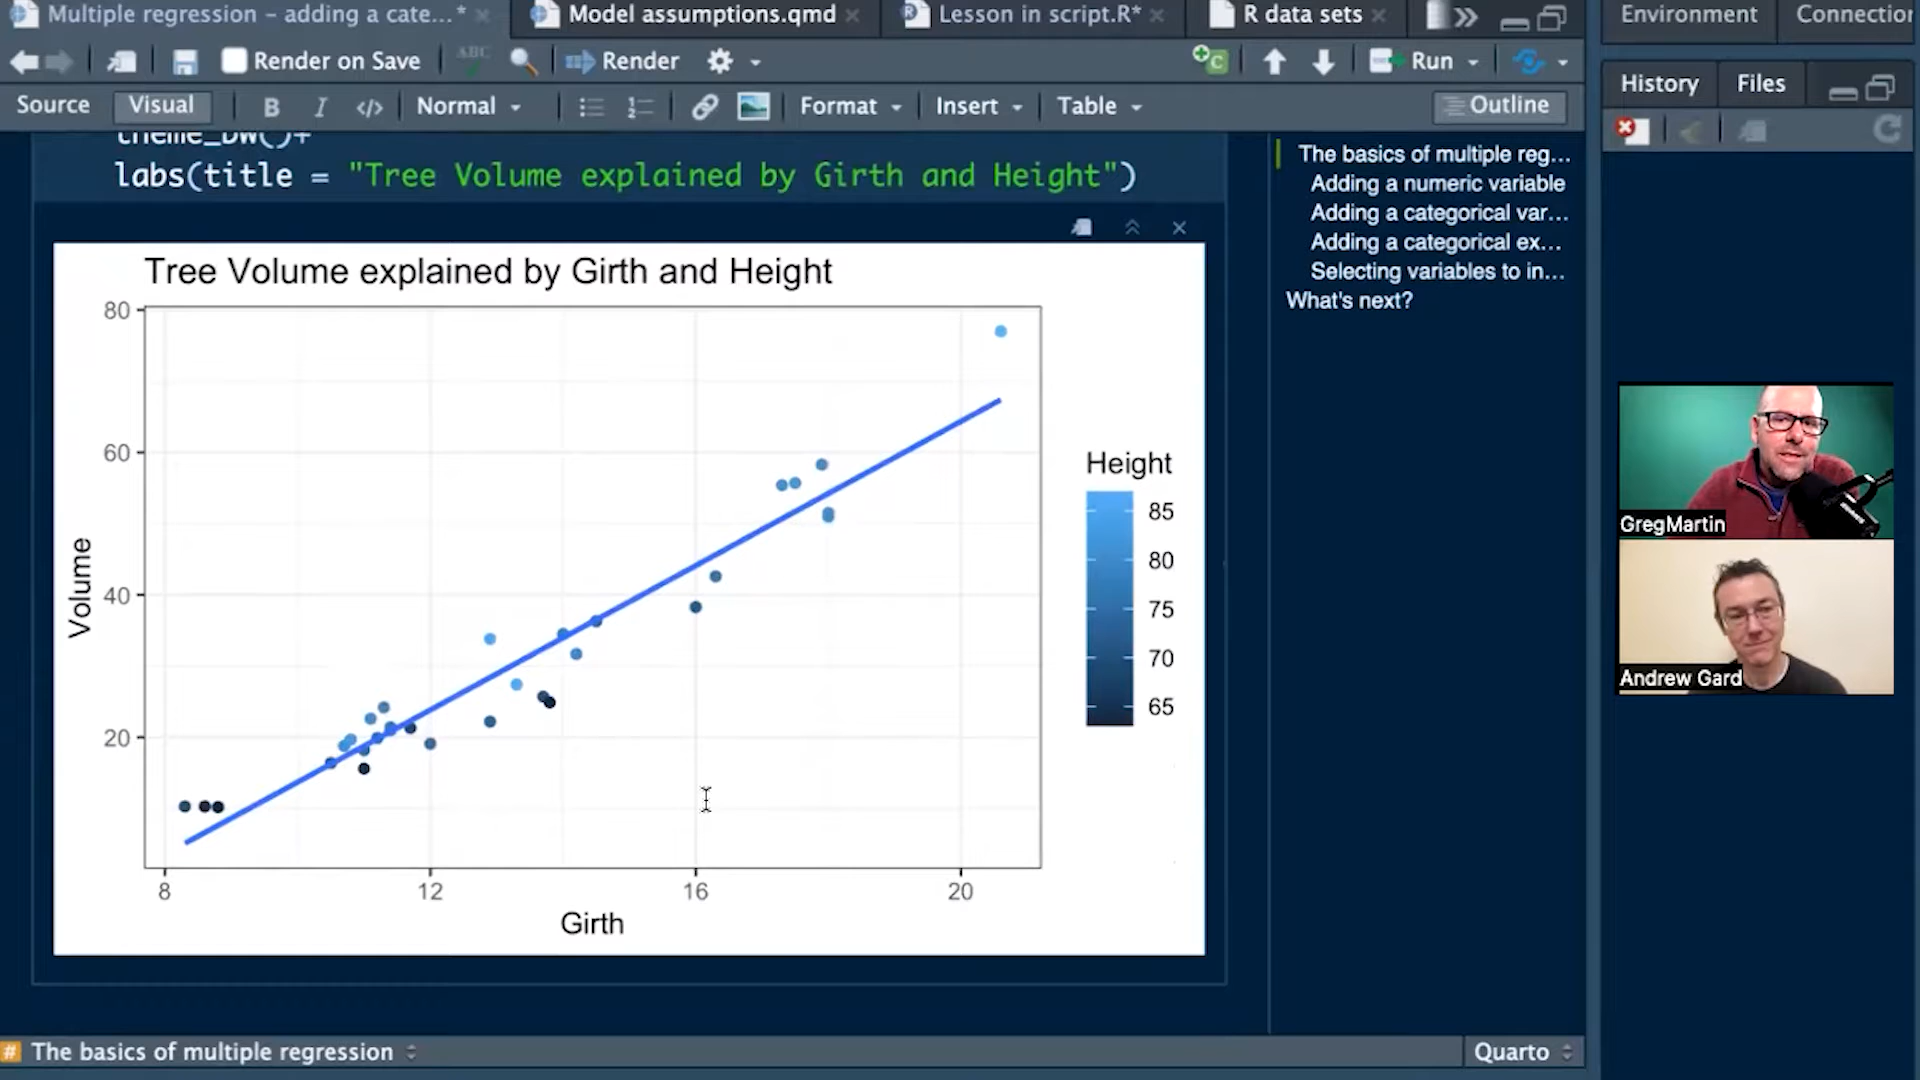 Multiple regression – adding a cate...*
Model assumptions.qmd
Lesson in script.R*
R data sets
Environment
Connection
Render on Save
ABC
Render
Run
Source
Visual
B
I
</>
Normal
Format
Insert
Table
Outline
History
Files
theme_bw()+
labs(title = "Tree Volume explained by Girth and Height")
The basics of multiple reg...
Adding a numeric variable
Adding a categorical var...
Adding a categorical ex...
Selecting variables to in...
What's next?
Tree Volume explained by Girth and Height
80
60
40
20
Volume
8
12
16
20
Girth
Height
85
80
75
70
65
GregMartin
Andrew Gard
# The basics of multiple regression
Quarto